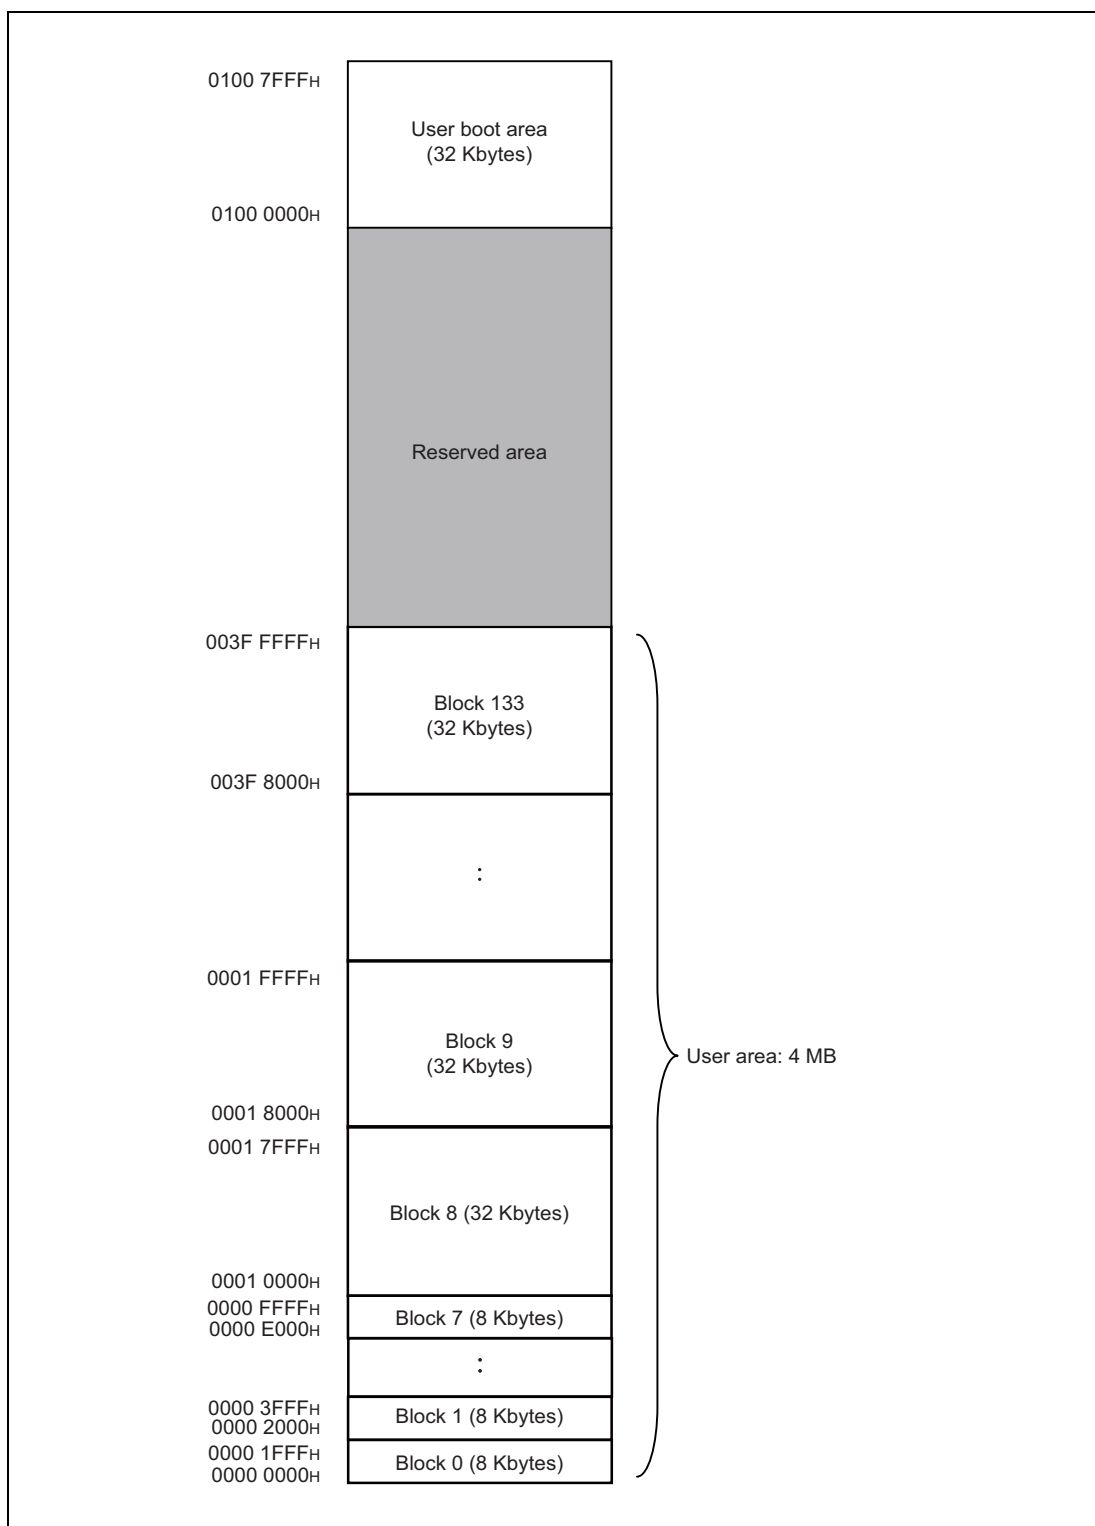 0100 7FFFH
User boot area
(32 Kbytes)
0100 0000H
Reserved area
003F FFFFH
Block 133
(32 Kbytes)
003F 8000H
:
0001 FFFFH
Block 9
(32 Kbytes)
User area: 4 MB
0001 8000H
0001 7FFFH
Block 8 (32 Kbytes)
0001 0000H
0000 FFFFH
Block 7 (8 Kbytes)
0000 E000H
:
0000 3FFFH
Block 1 (8 Kbytes)
0000 2000H
0000 1FFFH
Block 0 (8 Kbytes)
0000 0000H